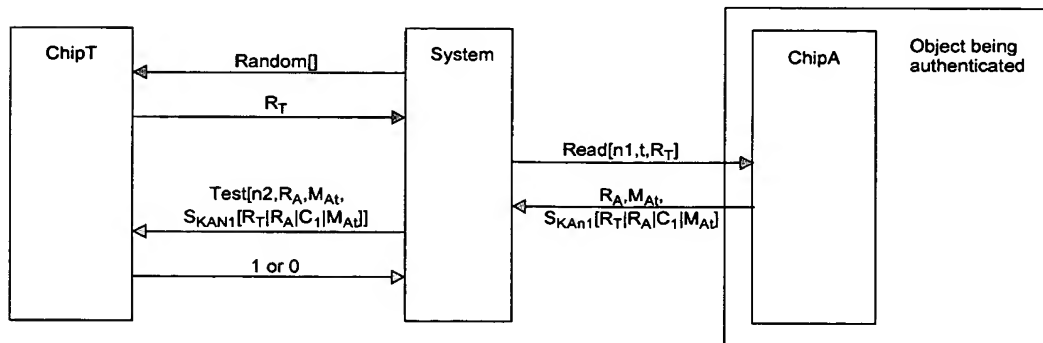 ChipT
System
ChipA
Object being
authenticated
Random[]
R_T
Read[n1,t,R_T]
Test[n2,R_A,M_At,
S_KAN1[R_T|R_A|C_1|M_At]]
R_A,M_At,
S_KAn1[R_T|R_A|C_1|M_At]
1 or 0